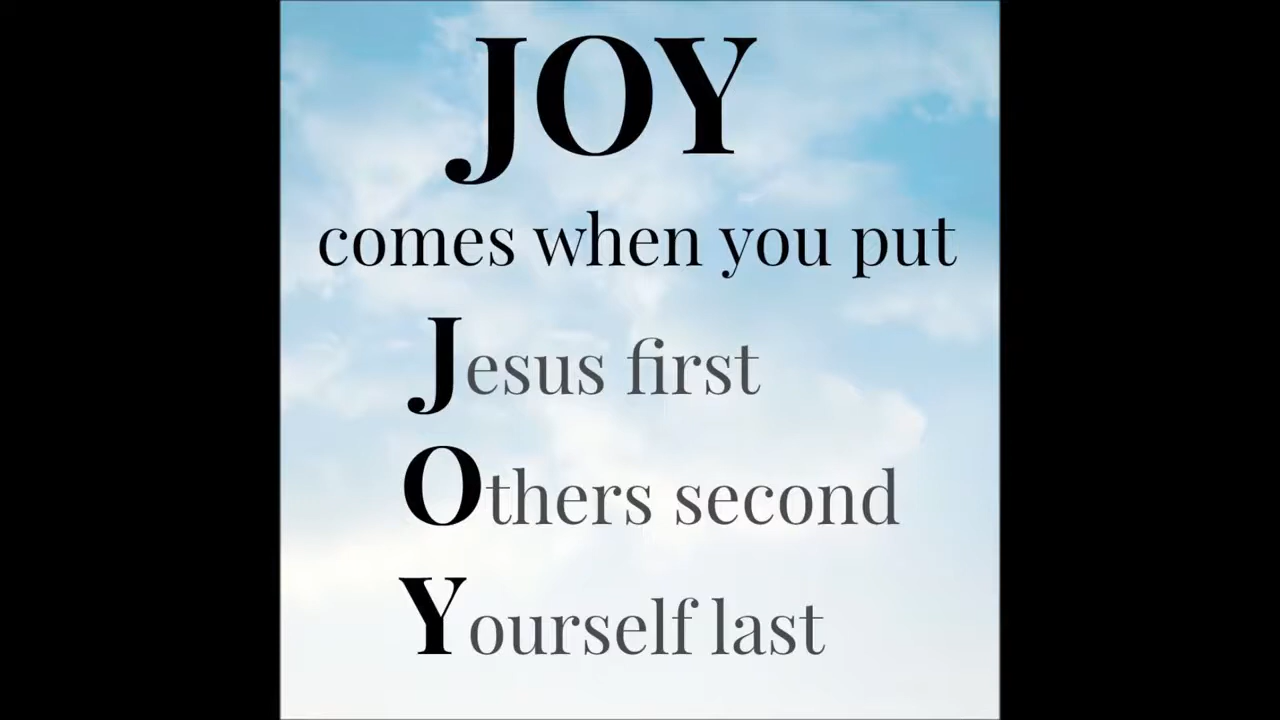 JOY
comes when you put
Jesus first
Others second
Yourself last